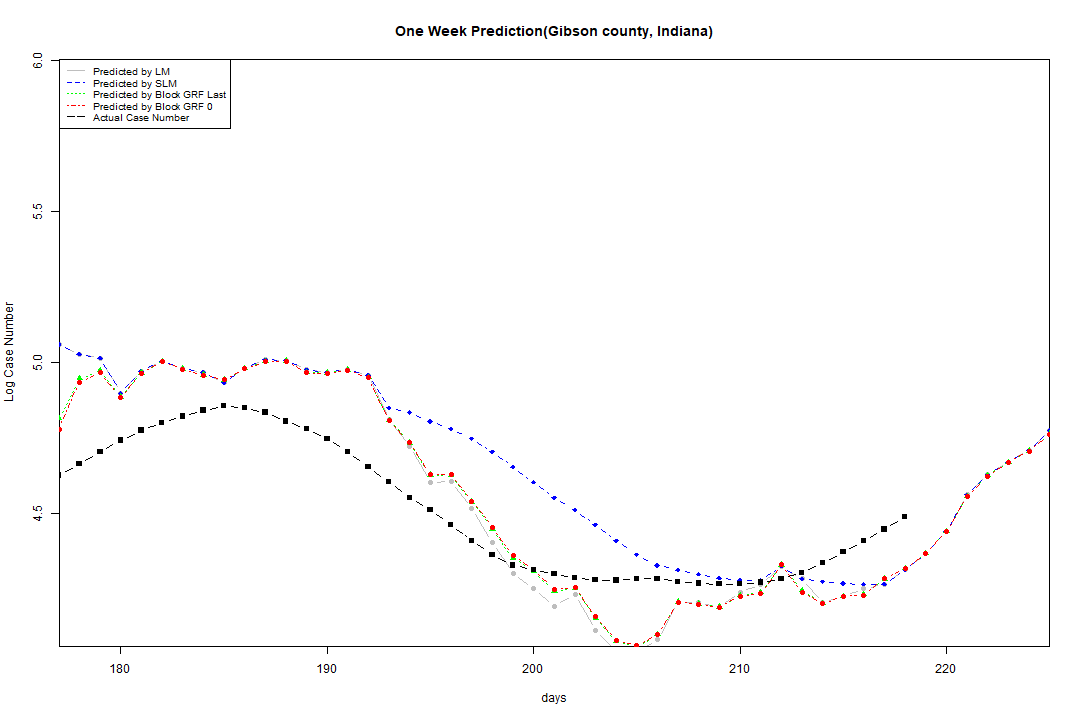 One Week Prediction(Gibson county, Indiana)
Predicted by LM
Predicted by SLM
Predicted by Block GRF Last
Predicted by Block GRF 0
Actual Case Number
6.0
5.5
5.0
4.5
Log Case Number
180 190 200 210 220
days